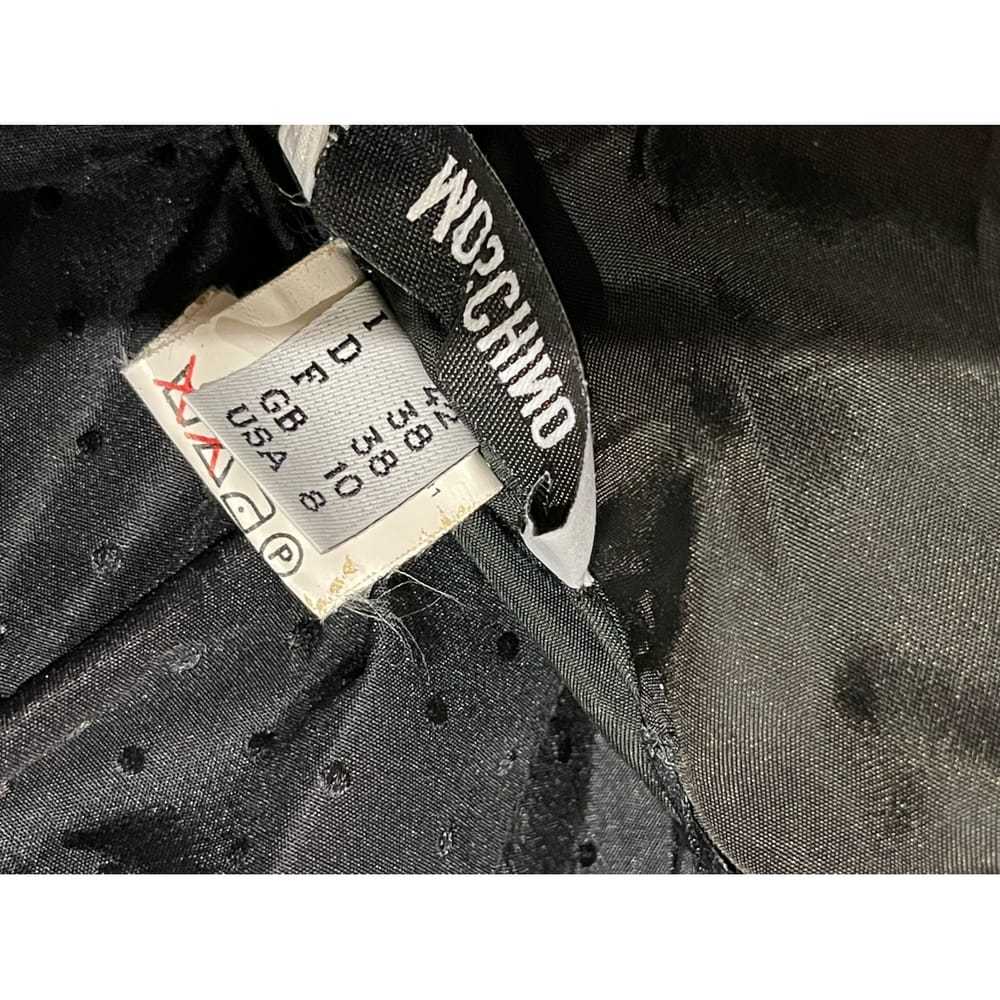 MOSCHINO
I 42
D 38
F 38
GB 10
USA 8
P